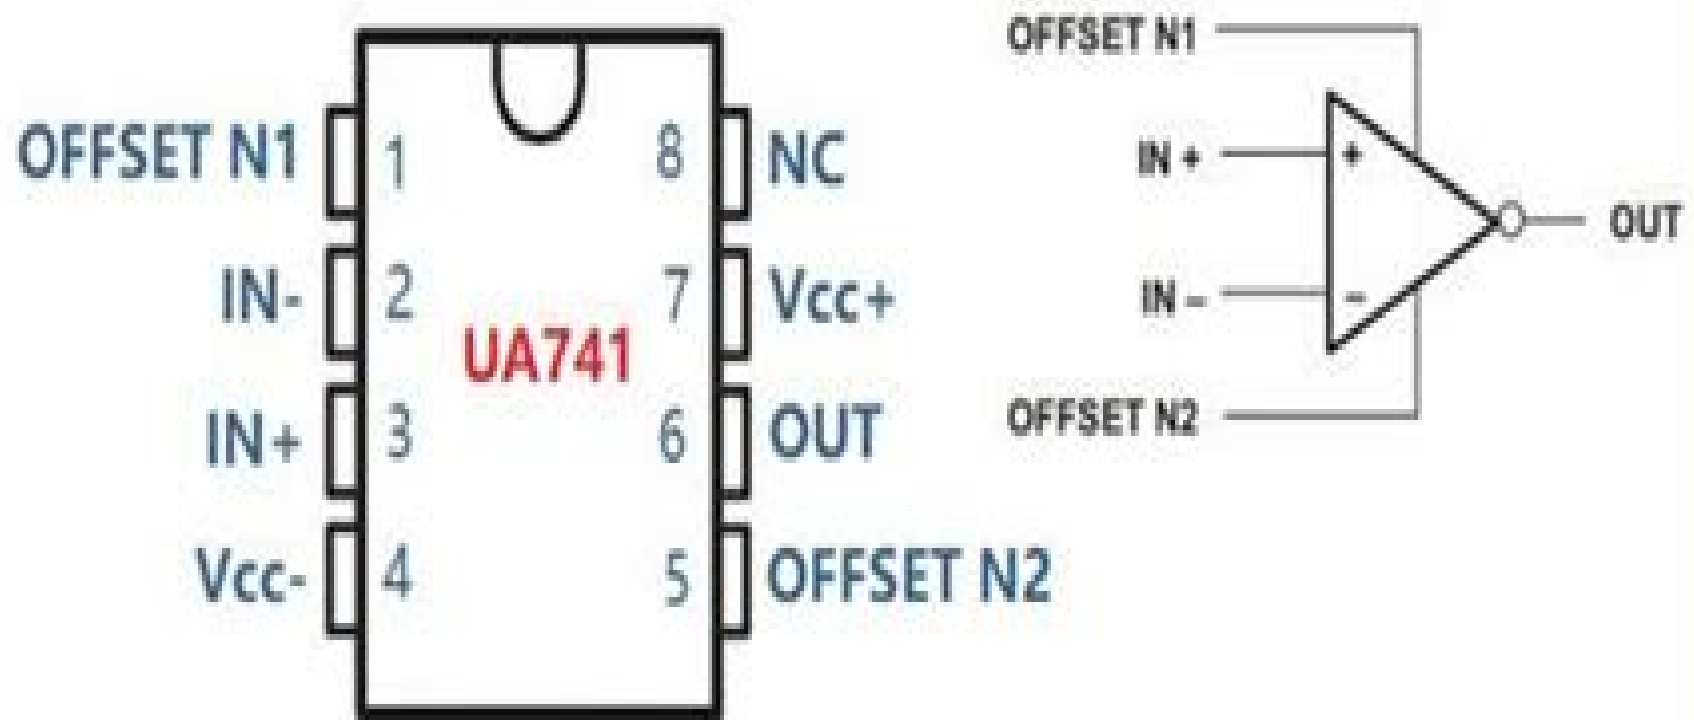 OFFSET N1 1 8 NC
IN- 2 7 Vcc+
UA741
IN+ 3 6 OUT
Vcc- 4 5 OFFSET N2
OFFSET N1
IN +
+
OUT
IN –
–
OFFSET N2